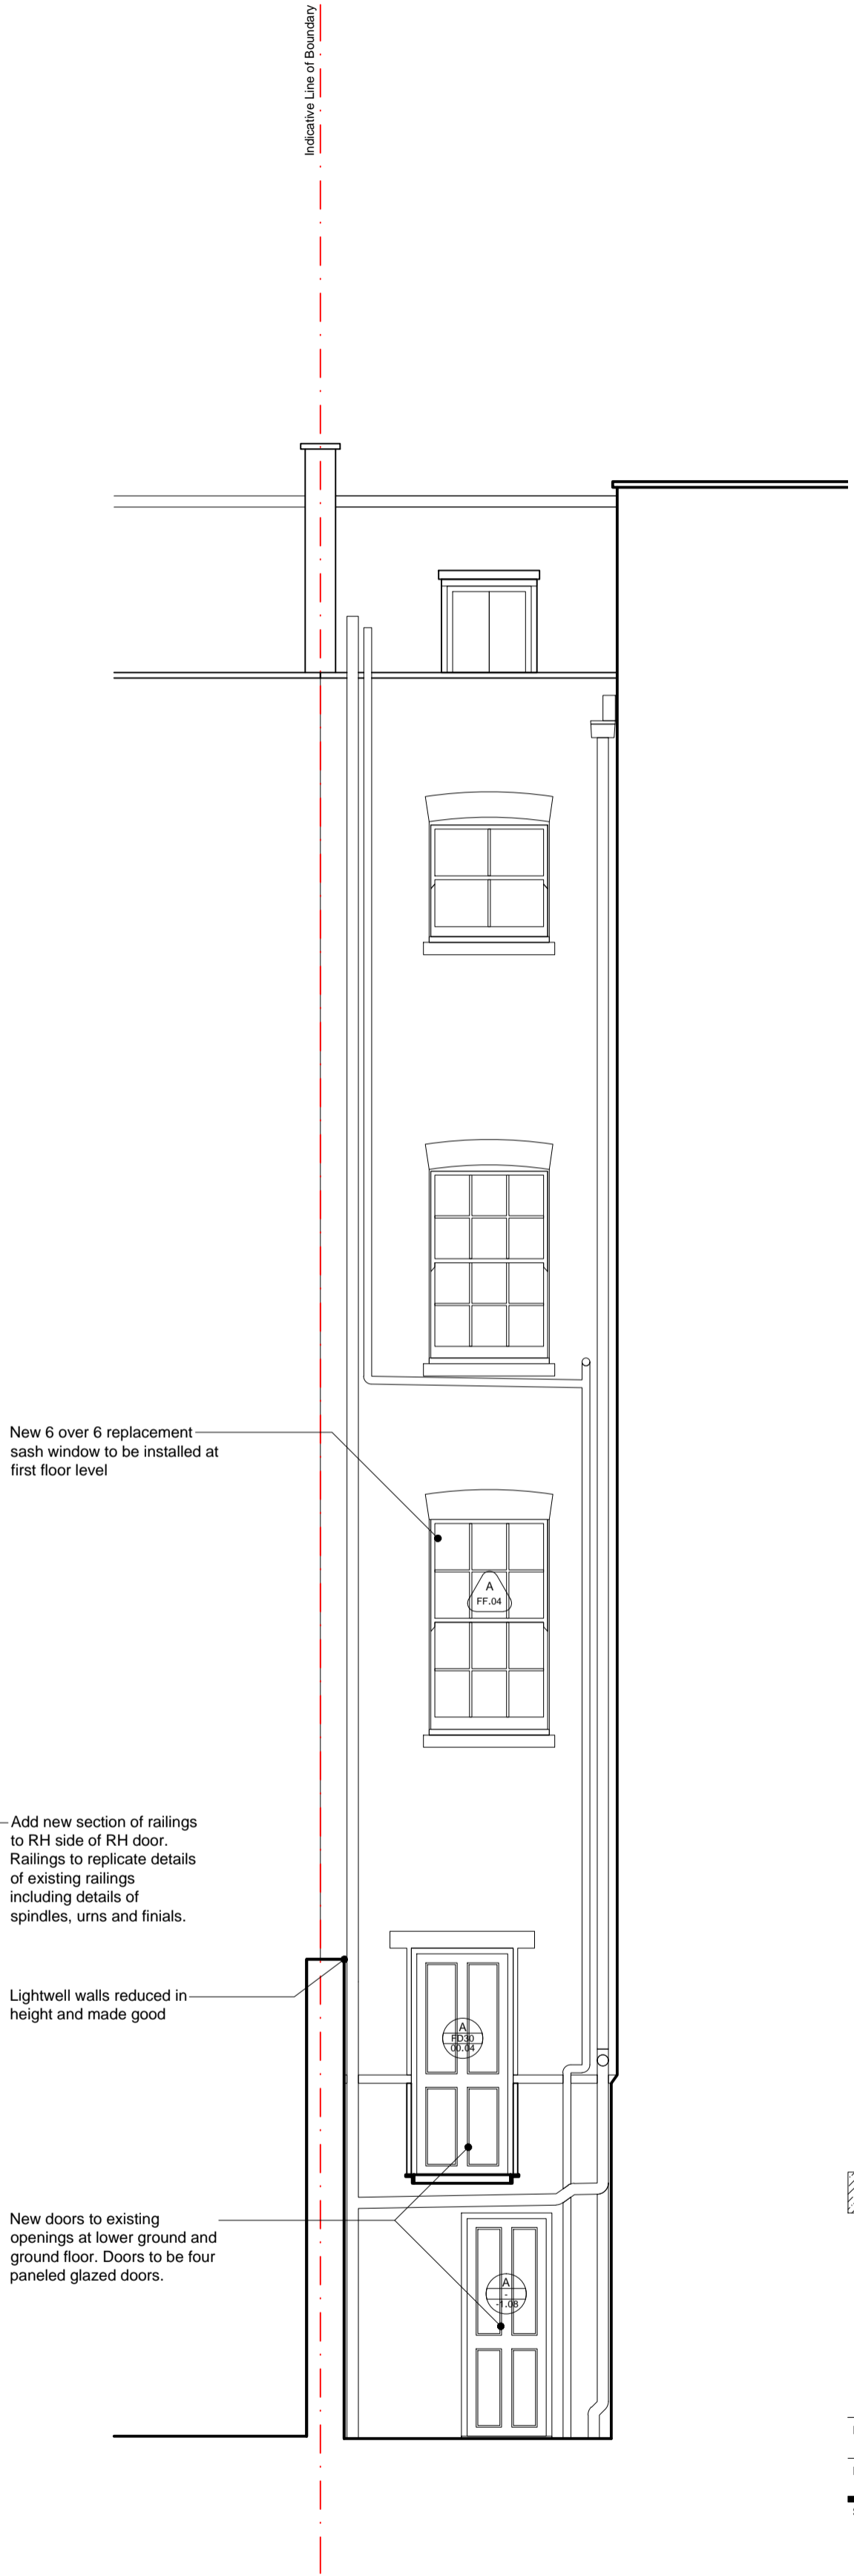 Indicative Line of Boundary
New 6 over 6 replacement
sash window to be installed at
first floor level
A
FF.04
Add new section of railings
to RH side of RH door.
Railings to replicate details
of existing railings
including details of
spindles, urns and finials.
Lightwell walls reduced in
height and made good
A
FD30
00.04
New doors to existing
openings at lower ground and
ground floor. Doors to be four
paneled glazed doors.
A
-
-1.08